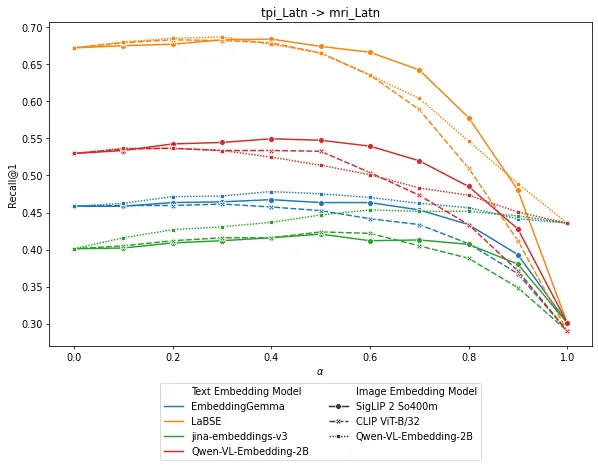 tpi_Latn -> mri_Latn
Recall@1
0.70
0.65
0.60
0.55
0.50
0.45
0.40
0.35
0.30
0.0 0.2 0.4 0.6 0.8 1.0
α
Text Embedding Model
EmbeddingGemma
LaBSE
jina-embeddings-v3
Qwen-VL-Embedding-2B
Image Embedding Model
SigLIP 2 So400m
CLIP ViT-B/32
Qwen-VL-Embedding-2B